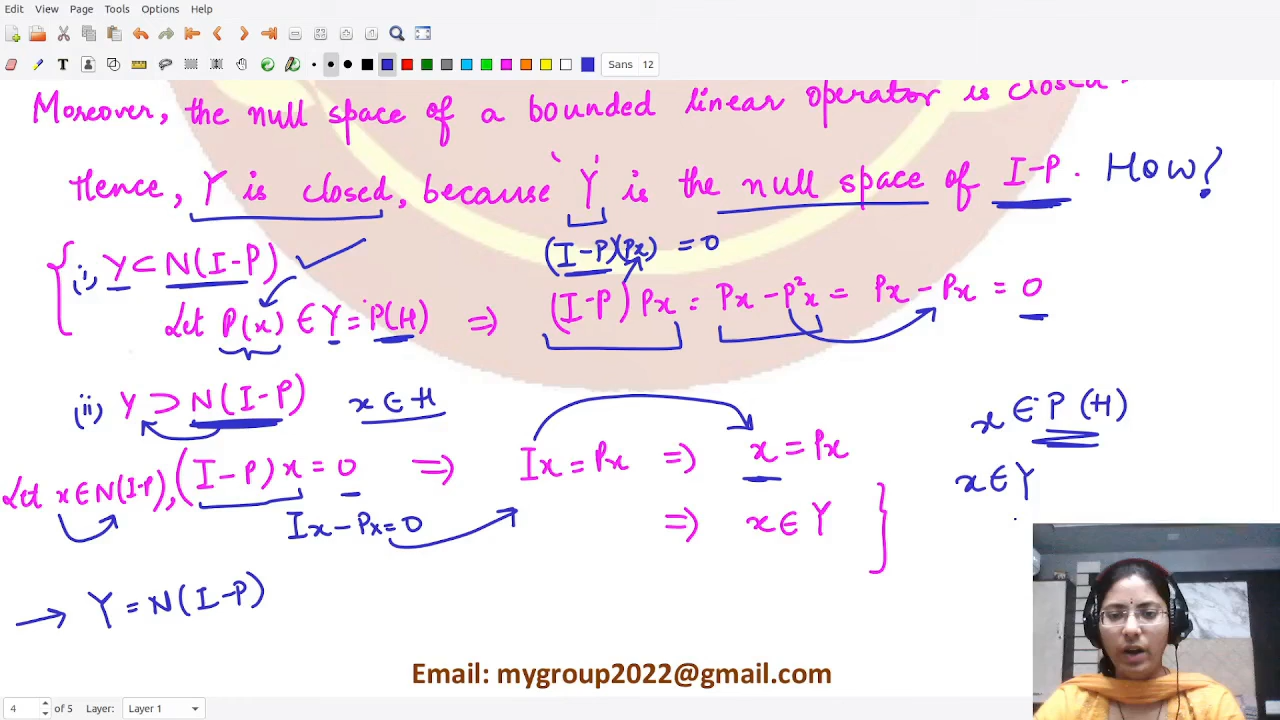 Edit View Page Tools Options Help
Sans 12
Moreover, the null space of a bounded linear operator is closed.
Hence, Y is closed, because 'Y' is the null space of I-P. How?
(I-P)(Px) = 0
(i) Y ⊂ N(I-P)
Let P(x) ∈ Y = P(H) ⇒ (I-P) Px = Px - P²x = Px - Px = 0
(ii) Y ⊃ N(I-P) x ∈ H
x ∈ P(H)
Let x ∈ N(I-P), (I-P) x = 0 ⇒ Ix = Px ⇒ x = Px
x ∈ Y
Ix - Px = 0 ⇒ x ∈ Y
→ Y = N(I-P)
Email: mygroup2022@gmail.com
4 of 5 Layer: Layer 1